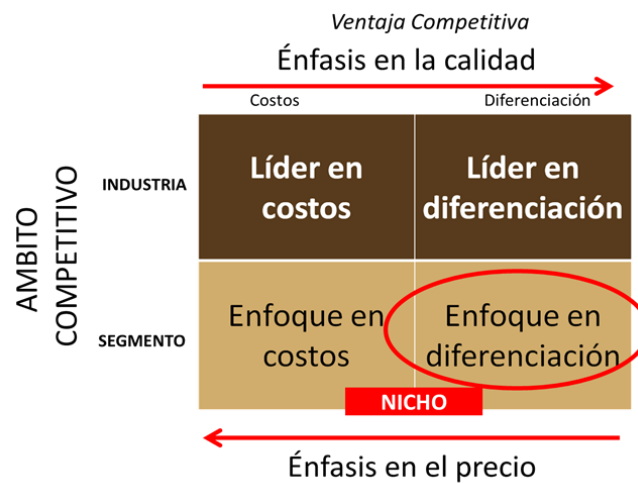 Ventaja Competitiva
Énfasis en la calidad
Costos
Diferenciación
AMBITO
COMPETITIVO
INDUSTRIA
Líder en
costos
Líder en
diferenciación
SEGMENTO
Enfoque en
costos
Enfoque en
diferenciación
NICHO
Énfasis en el precio